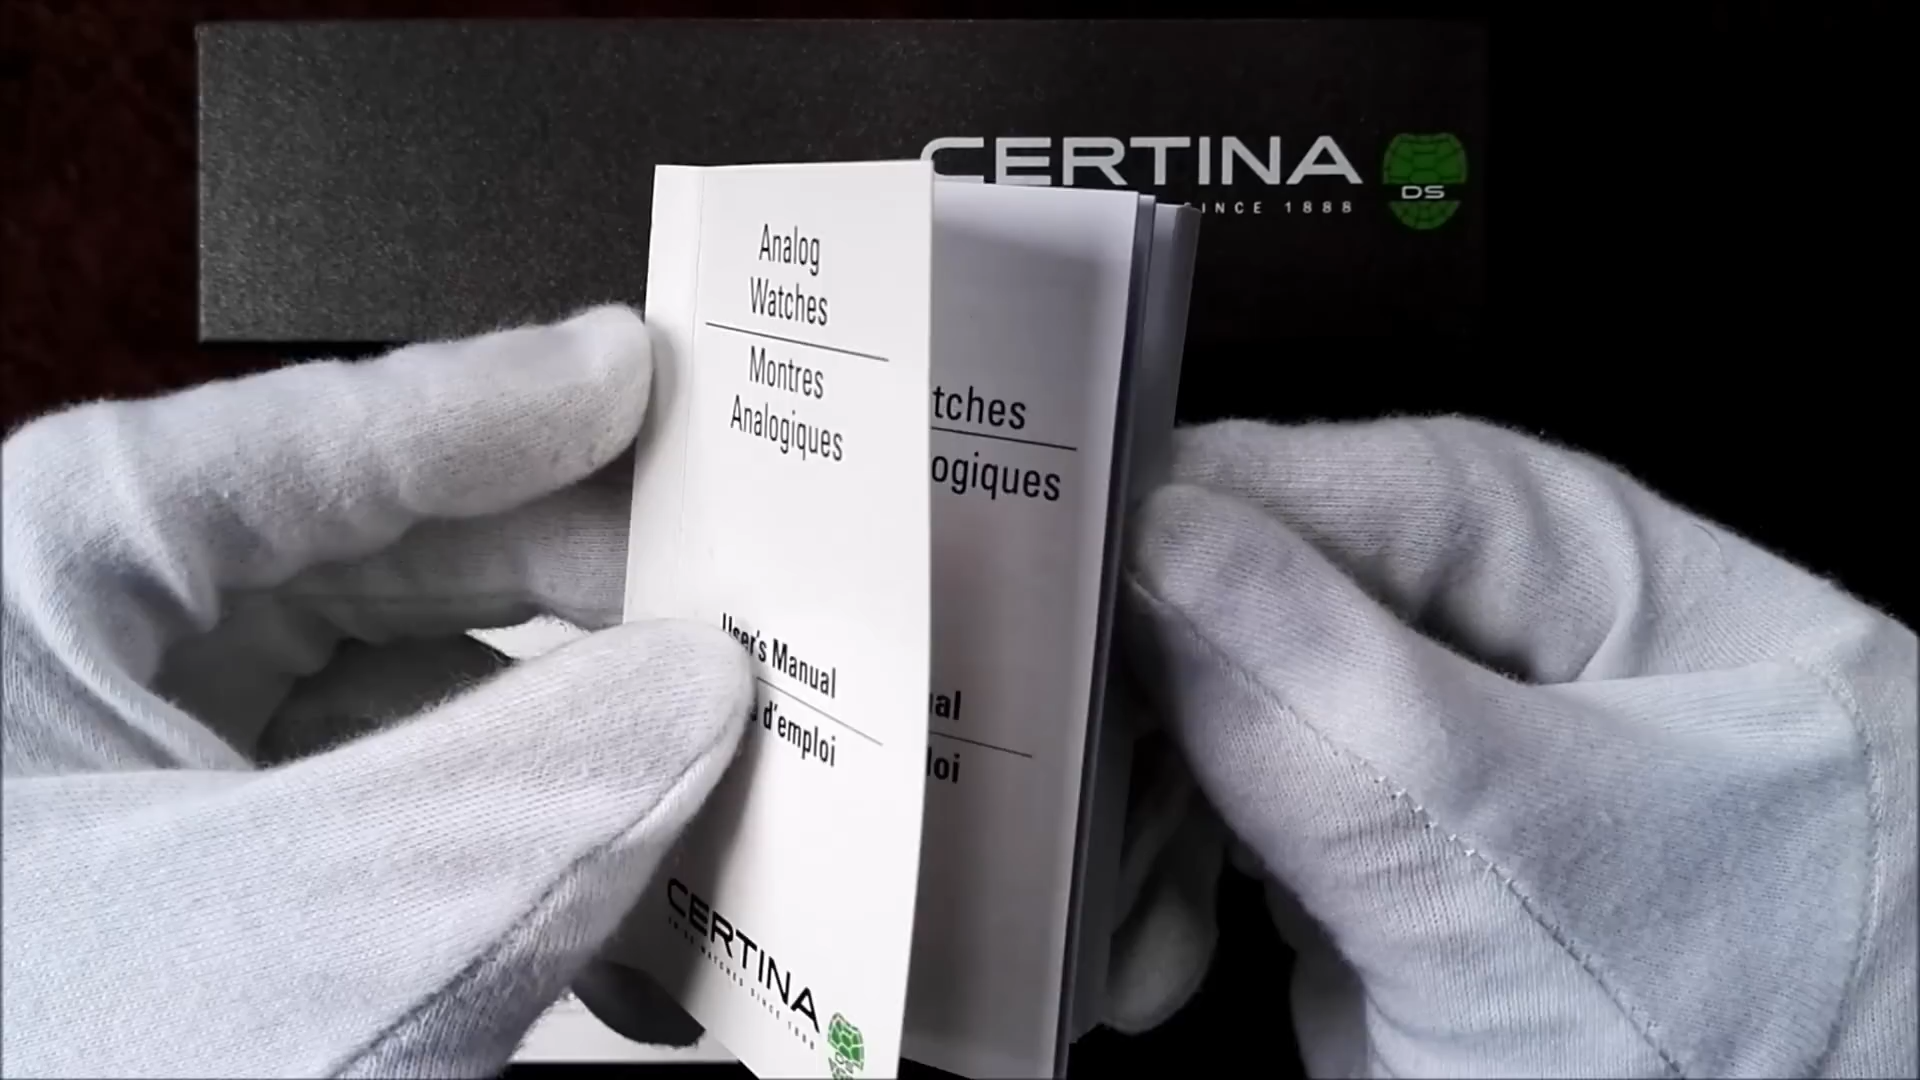 CERTINA
SINCE 1888
DS
Analog
Watches
Montres
Analogiques
User's Manual
d'emploi
CERTINA
tches
ogiques
al
loi